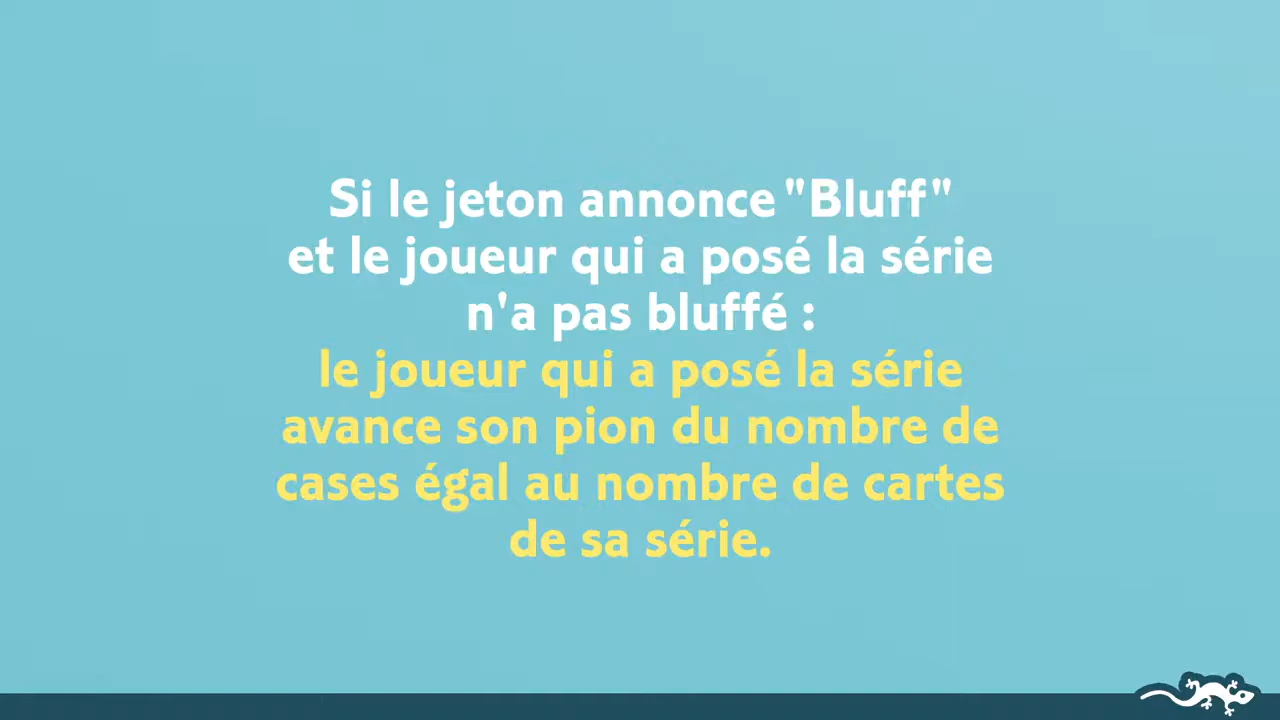 Si le jeton annonce "Bluff"
et le joueur qui a posé la série
n'a pas bluffé :
le joueur qui a posé la série
avance son pion du nombre de
cases égal au nombre de cartes
de sa série.